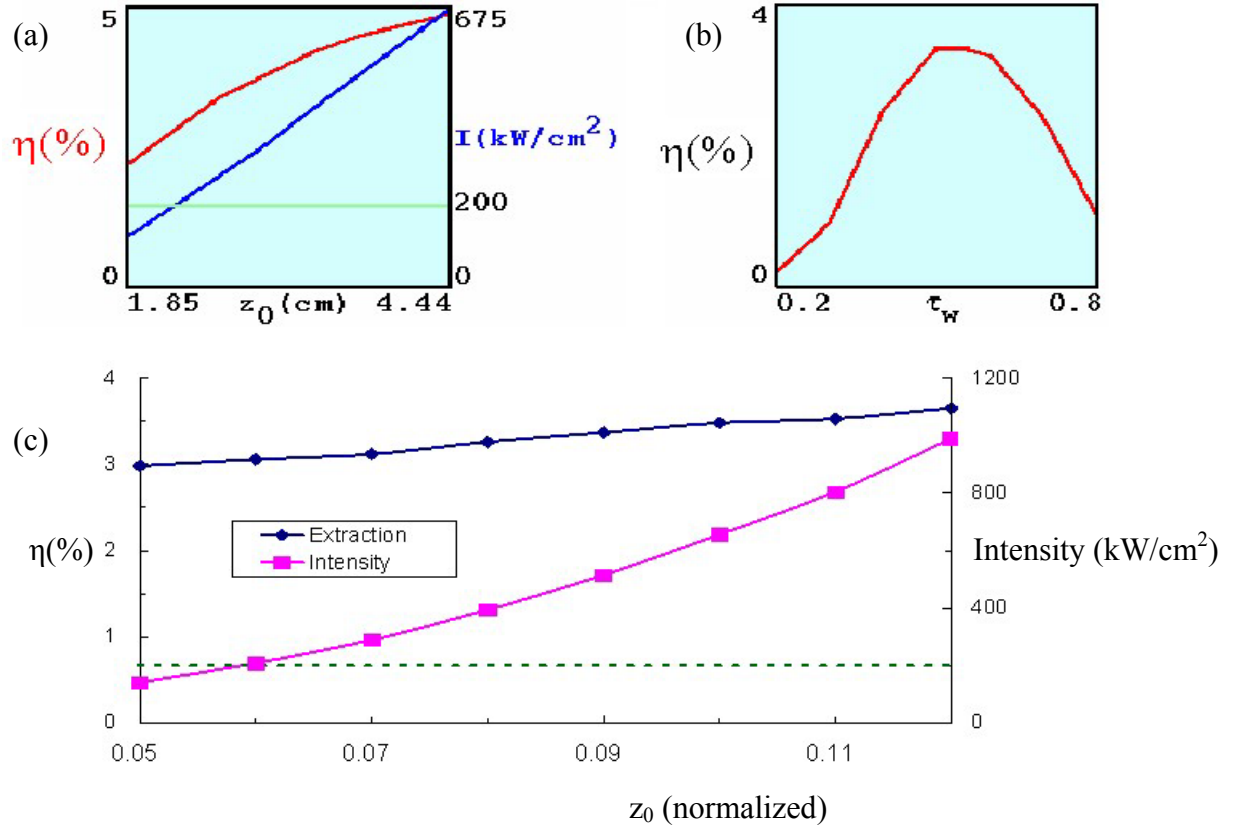 (a)
5
675
η(%)
I(kW/cm²)
200
0
0
1.85 z₀(cm) 4.44
(b)
4
η(%)
0
0.2 τ_w 0.8
(c)
4
3
2
1
0
η(%)
Extraction
Intensity
1200
800
400
0
Intensity (kW/cm²)
0.05 0.07 0.09 0.11
z₀ (normalized)